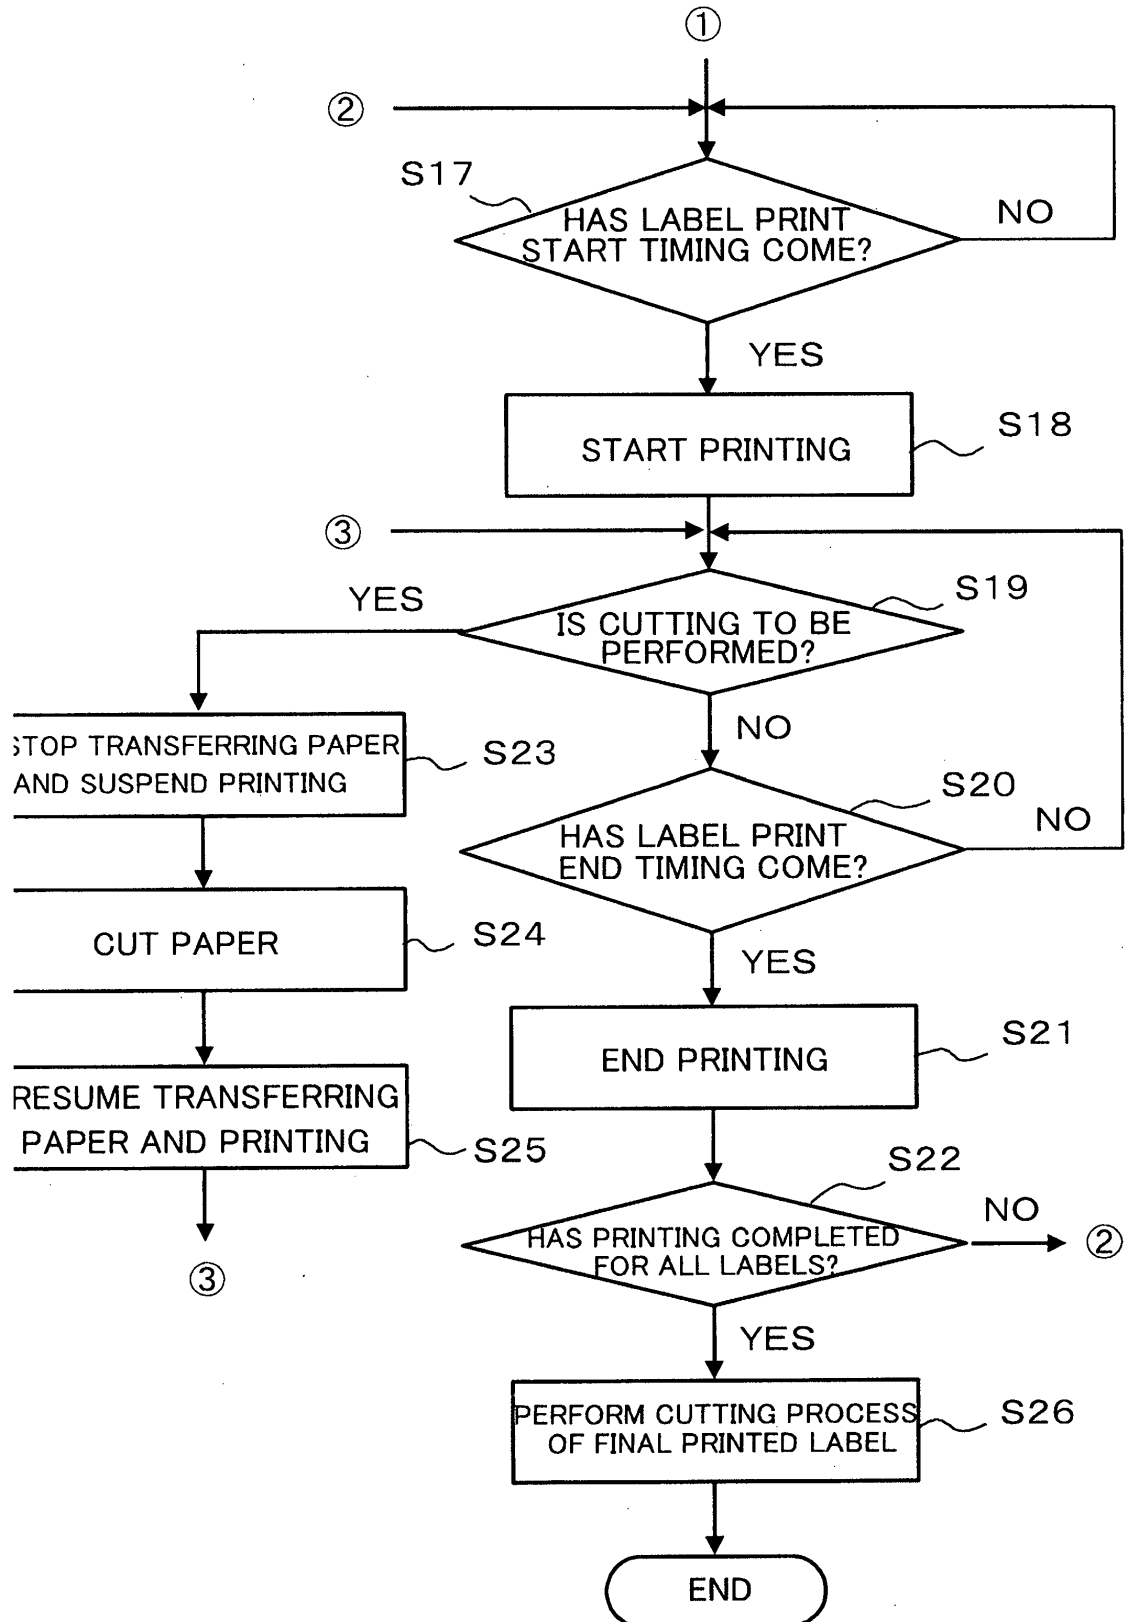 ①
②
S17
HAS LABEL PRINT
START TIMING COME?
NO
YES
START PRINTING
S18
③
YES
S19
IS CUTTING TO BE
PERFORMED?
NO
STOP TRANSFERRING PAPER
AND SUSPEND PRINTING
S23
S20
HAS LABEL PRINT
END TIMING COME?
NO
CUT PAPER
S24
YES
END PRINTING
S21
RESUME TRANSFERRING
PAPER AND PRINTING
S25
③
S22
HAS PRINTING COMPLETED
FOR ALL LABELS?
NO
②
YES
PERFORM CUTTING PROCESS
OF FINAL PRINTED LABEL
S26
END